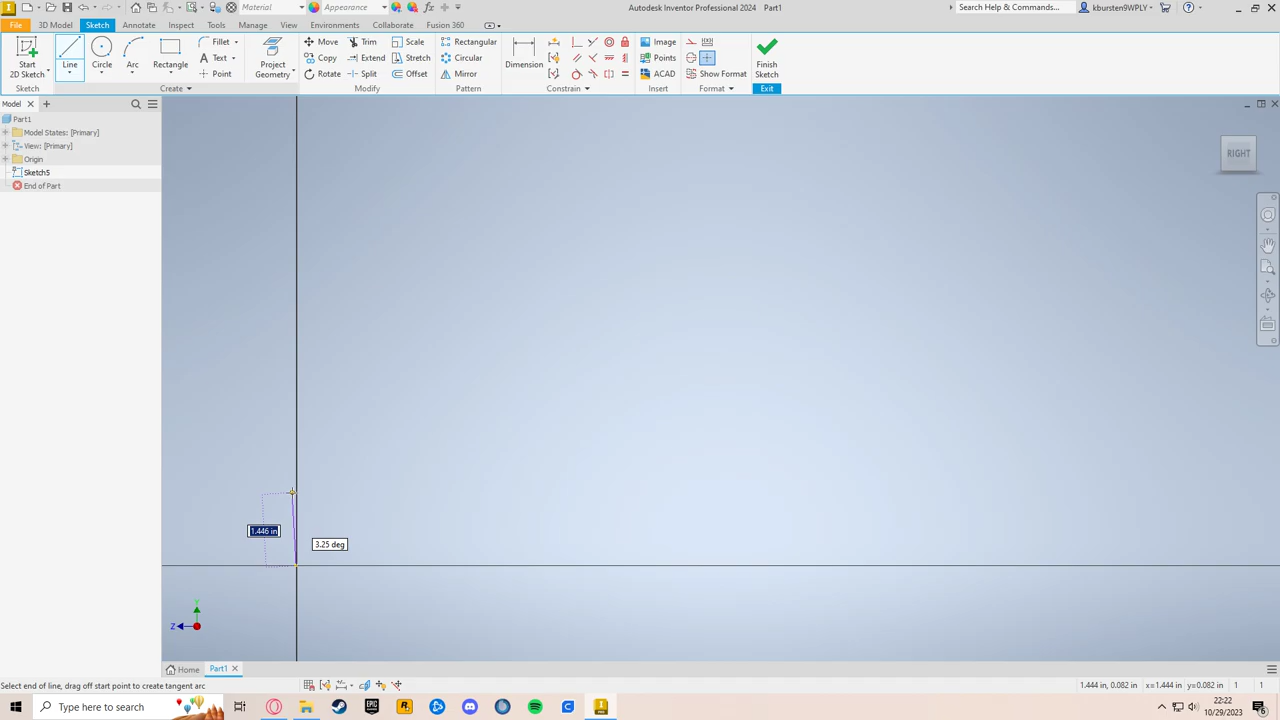 Material
Appearance
Autodesk Inventor Professional 2024 Part1
Search Help & Commands...
kbursten9WPLY
File
3D Model
Sketch
Annotate
Inspect
Tools
Manage
View
Environments
Get Started
Collaborate
Fusion 360
Start
2D Sketch
Line
Circle
Arc
Rectangle
Fillet
Text
Point
Project
Geometry
Move
Copy
Rotate
Trim
Extend
Split
Scale
Stretch
Offset
Rectangular
Circular
Mirror
Dimension
Image
Points
ACAD
Show Format
Finish
Sketch
Sketch
Create
Modify
Pattern
Constrain
Insert
Format
Exit
Model
Part1
Model States: [Primary]
View: [Primary]
Origin
Sketch5
End of Part
RIGHT
1.446 in
3.25 deg
Y
Z
Home
Part1
Select end of line, drag off start point to create tangent arc
1.444 in, 0.082 in x=1.444 in; y=0.082 in
1
1
Type here to search
22:22
10/29/2023